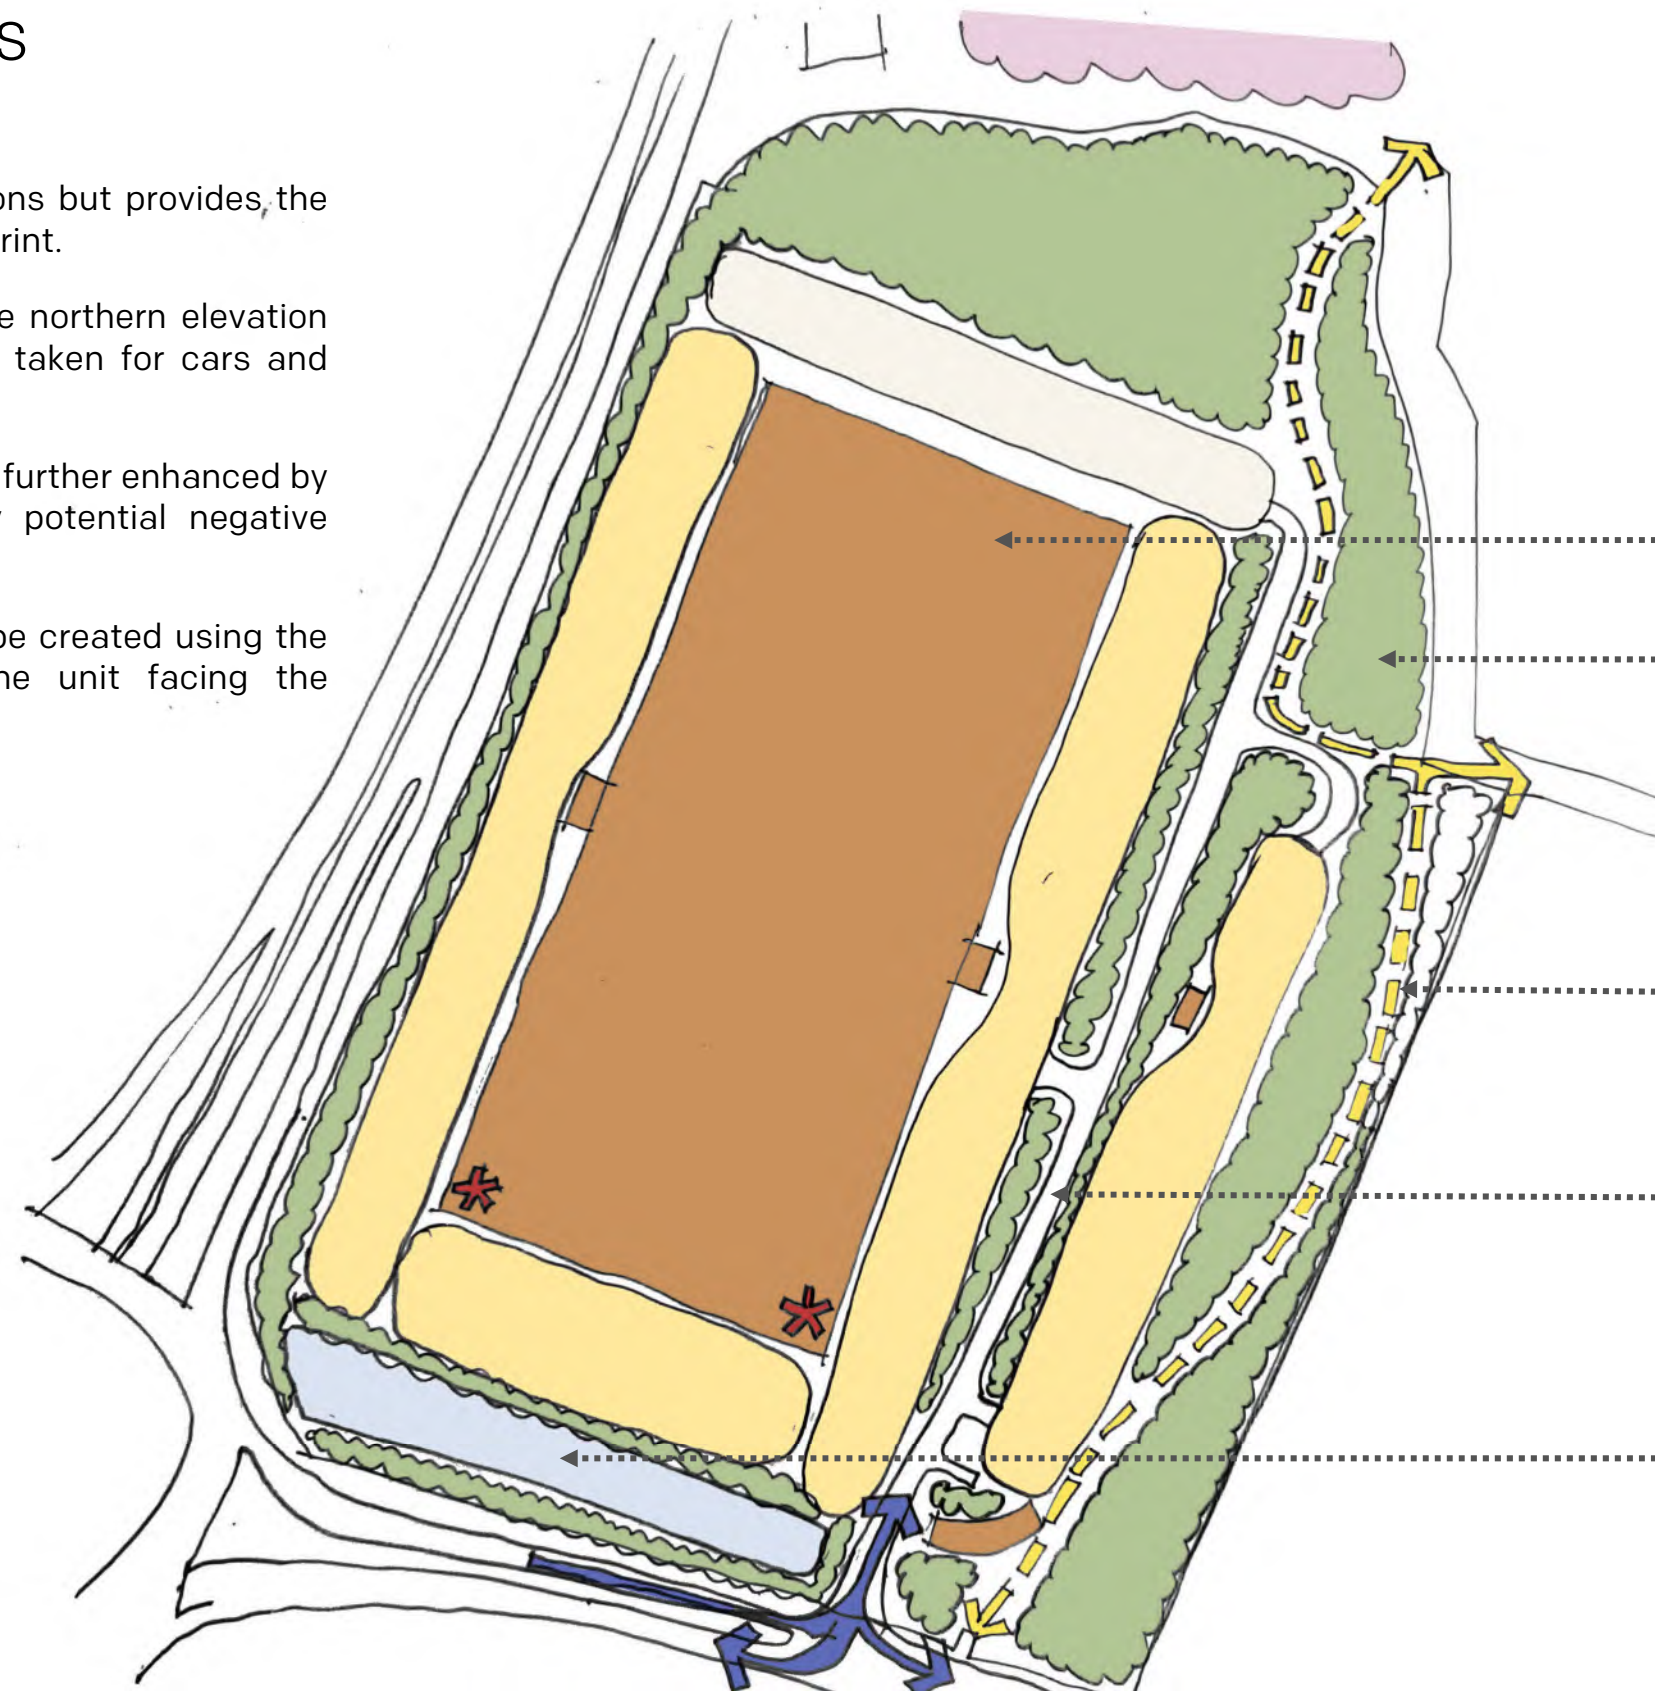 S
ons but provides the
rint.
e northern elevation
taken for cars and
further enhanced by
potential negative
be created using the
ne unit facing the